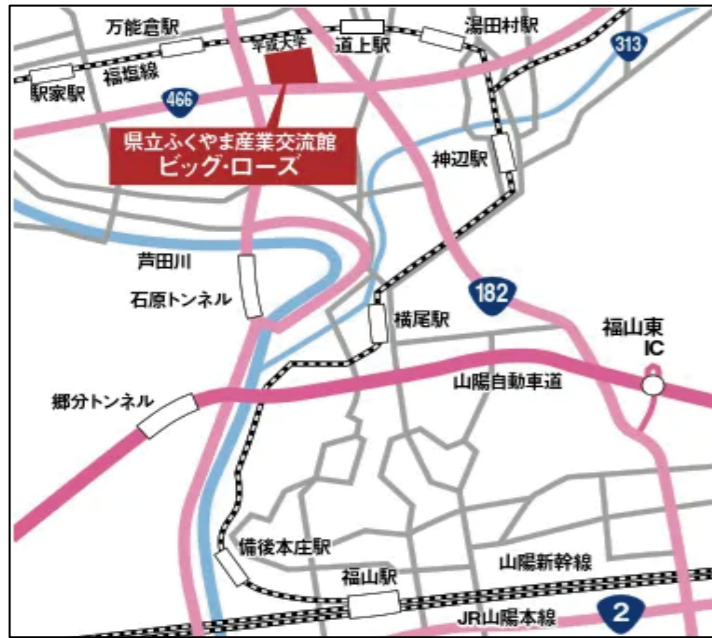 万能倉駅
平成大学
道上駅
湯田村駅
313
駅家駅
福塩線
466
県立ふくやま産業交流館
ビッグ・ローズ
神辺駅
芦田川
石原トンネル
182
横尾駅
福山東
IC
山陽自動車道
郷分トンネル
備後本庄駅
福山駅
山陽新幹線
JR山陽本線
2